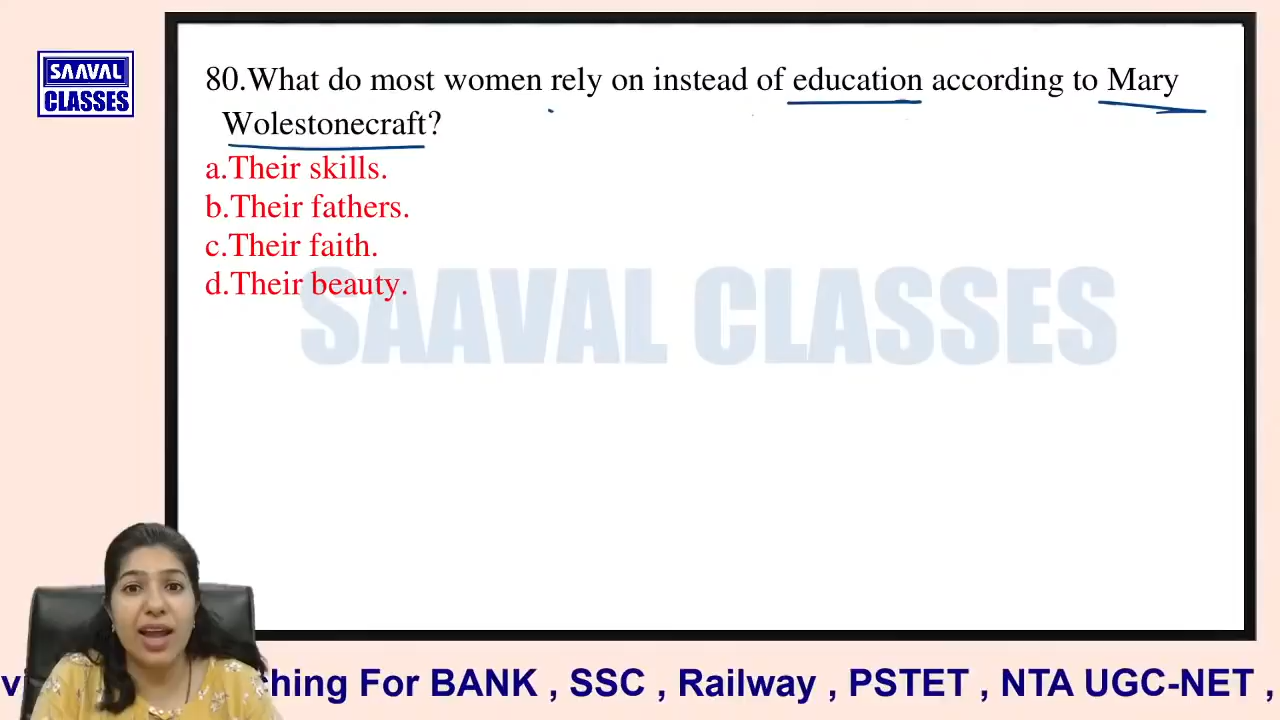 SAAVAL
CLASSES
80.What do most women rely on instead of education according to Mary
Wolestonecraft?
a.Their skills.
b.Their fathers.
c.Their faith.
d.Their beauty.
SAAVAL CLASSES
hing For BANK , SSC , Railway , PSTET , NTA UGC-NET ,